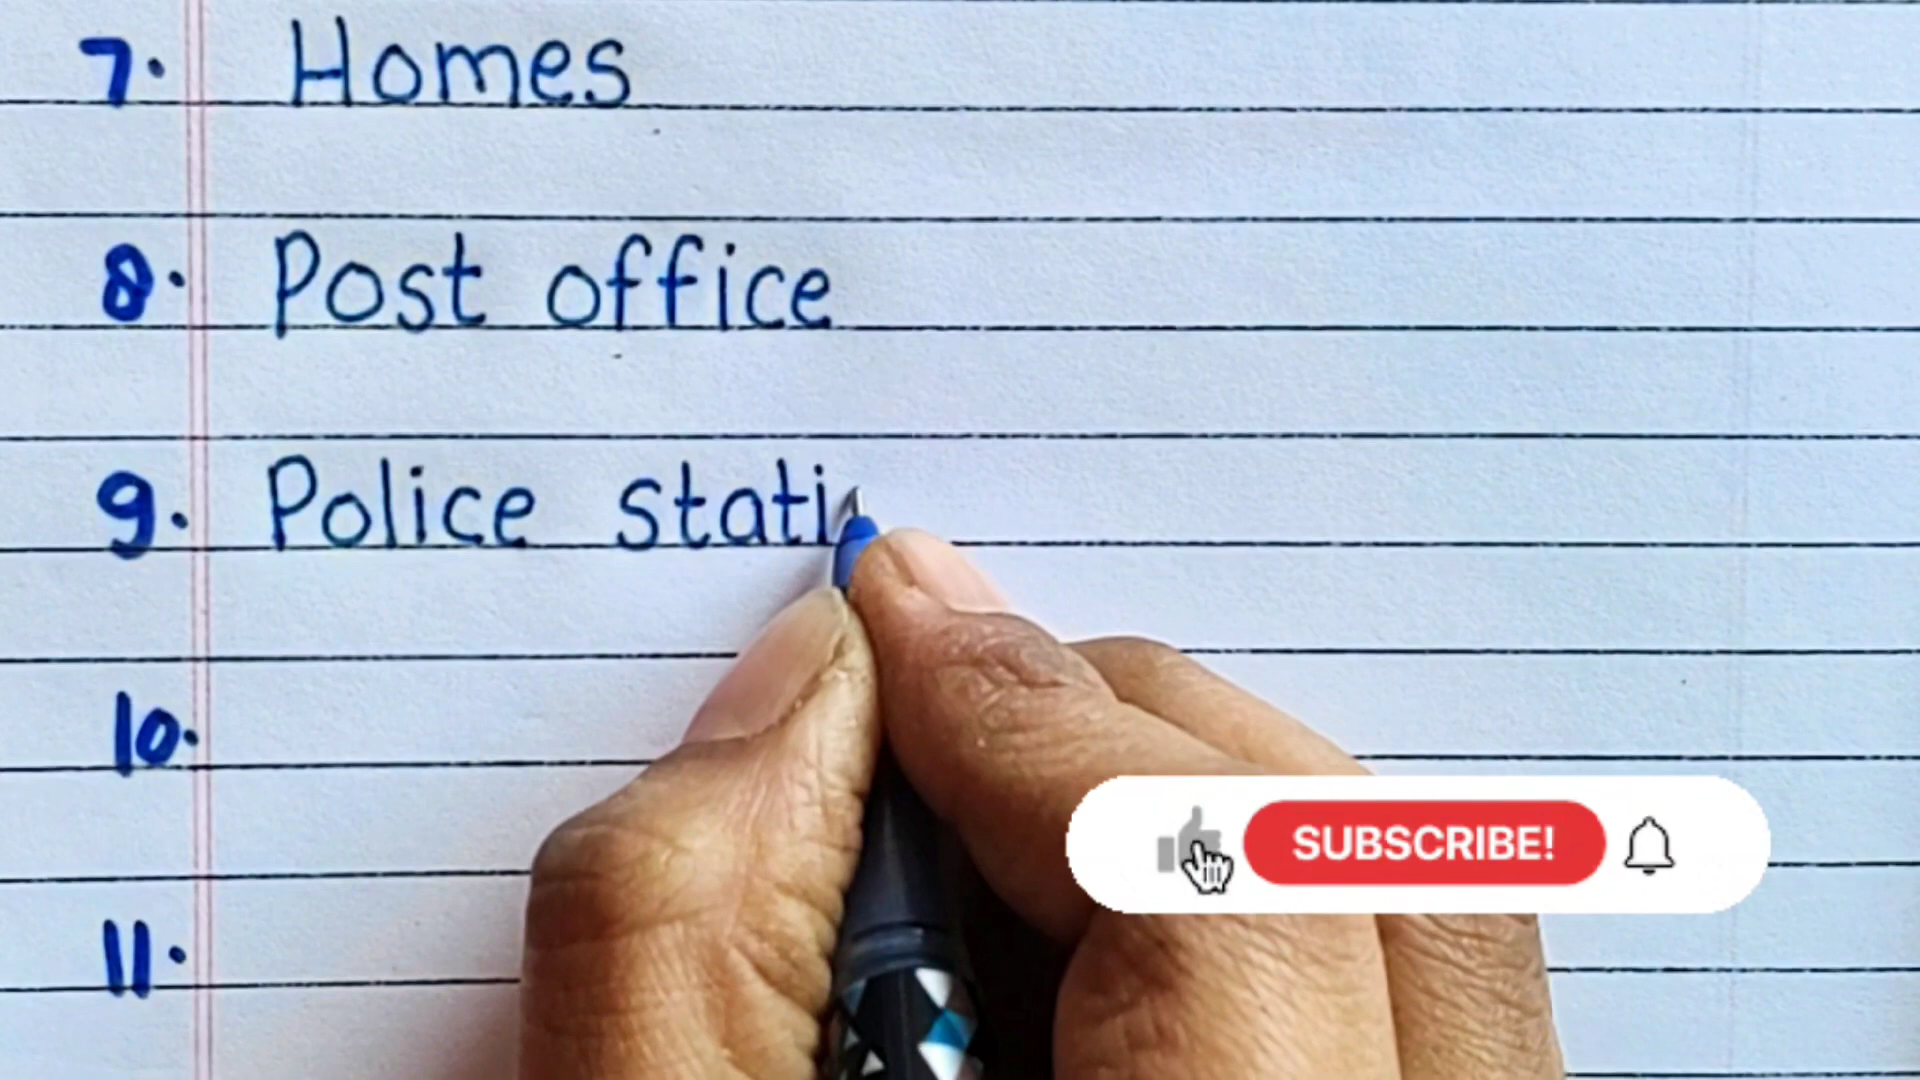 7. Homes
8. Post office
9. Police stati
10.
11.
SUBSCRIBE!